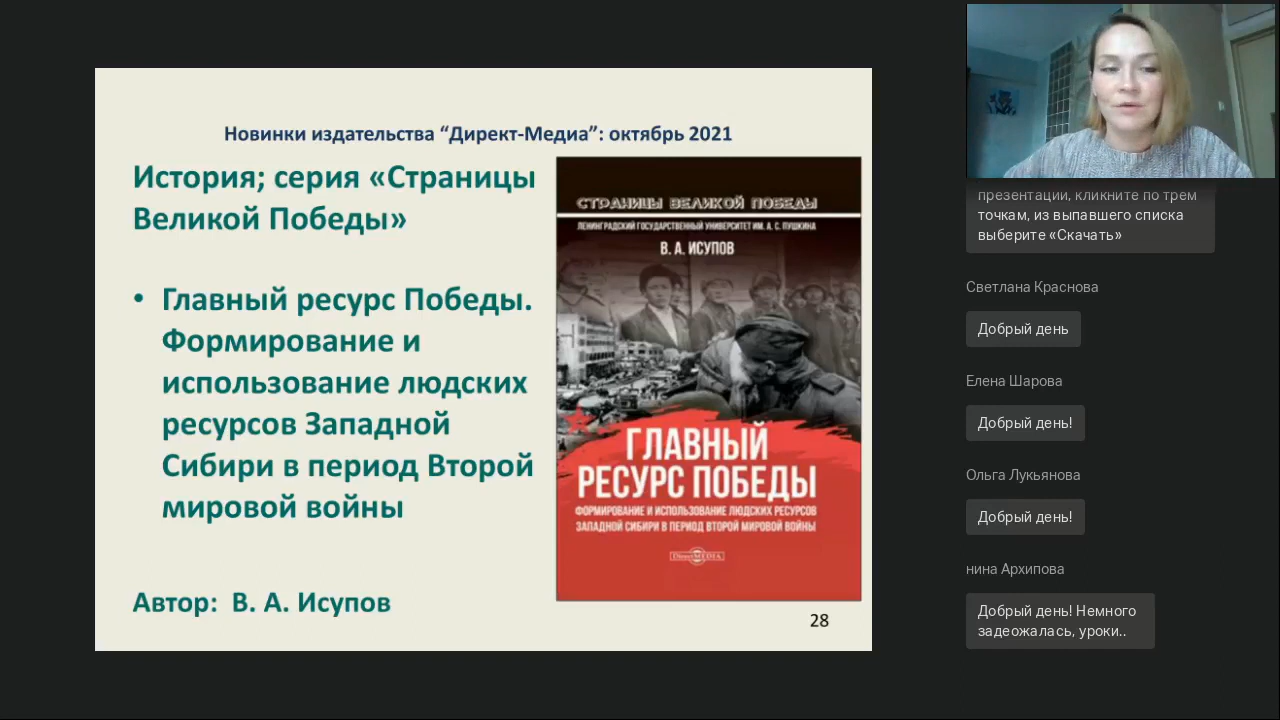 Новинки издательства “Директ-Медиа”: октябрь 2021
История; серия «Страницы
Великой Победы»
• Главный ресурс Победы.
Формирование и
использование людских
ресурсов Западной
Сибири в период Второй
мировой войны
Автор: В. А. Исупов
СТРАНИЦЫ ВЕЛИКОЙ ПОБЕДЫ
ЛЕНИНГРАДСКИЙ ГОСУДАРСТВЕННЫЙ УНИВЕРСИТЕТ ИМ. А. С. ПУШКИНА
В. А. ИСУПОВ
ГЛАВНЫЙ
РЕСУРС ПОБЕДЫ
ФОРМИРОВАНИЕ И ИСПОЛЬЗОВАНИЕ ЛЮДСКИХ РЕСУРСОВ
ЗАПАДНОЙ СИБИРИ В ПЕРИОД ВТОРОЙ МИРОВОЙ ВОЙНЫ
DirectMEDIA
28
презентации, кликните по трем
точкам, из выпавшего списка
выберите «Скачать»
Светлана Краснова
Добрый день
Елена Шарова
Добрый день!
Ольга Лукьянова
Добрый день!
нина Архипова
Добрый день! Немного
задеожалась, уроки..